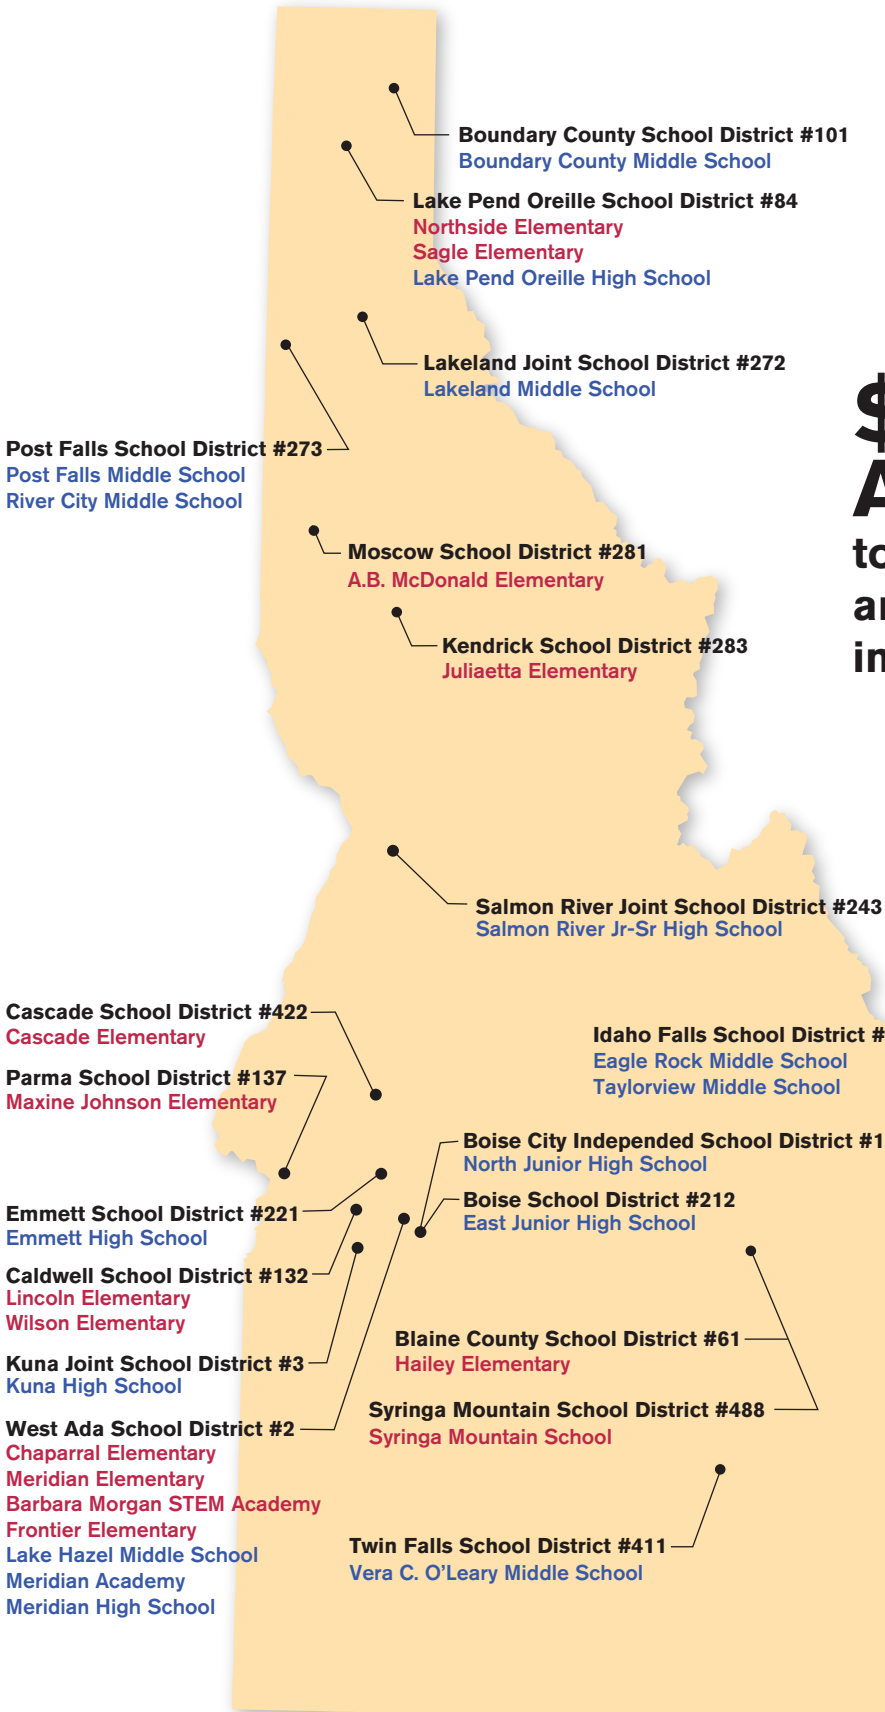 Boundary County School District #101
Boundary County Middle School
Lake Pend Oreille School District #84
Northside Elementary
Sagle Elementary
Lake Pend Oreille High School
Lakeland Joint School District #272
Lakeland Middle School
$
A
Post Falls School District #273
Post Falls Middle School
River City Middle School
to
in
Moscow School District #281
A.B. McDonald Elementary
Kendrick School District #283
Juliaetta Elementary
Salmon River Joint School District #243
Salmon River Jr-Sr High School
Cascade School District #422
Cascade Elementary
Idaho Falls School District #
Eagle Rock Middle School
Taylorview Middle School
Parma School District #137
Maxine Johnson Elementary
Boise City Independed School District #1
North Junior High School
Boise School District #212
East Junior High School
Emmett School District #221
Emmett High School
Caldwell School District #132
Lincoln Elementary
Wilson Elementary
Blaine County School District #61
Hailey Elementary
Kuna Joint School District #3
Kuna High School
Syringa Mountain School District #488
Syringa Mountain School
West Ada School District #2
Chaparral Elementary
Meridian Elementary
Barbara Morgan STEM Academy
Frontier Elementary
Lake Hazel Middle School
Meridian Academy
Meridian High School
Twin Falls School District #411
Vera C. O’Leary Middle School